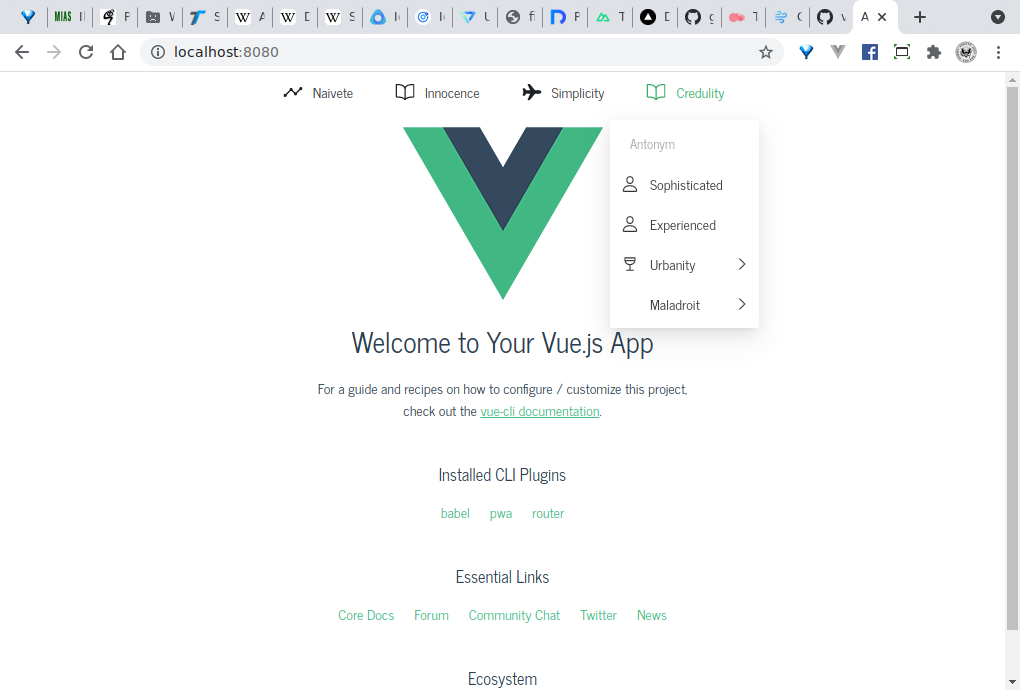 MIAS
A
localhost:8080
Naivete Innocence Simplicity Credulity
Antonym
Sophisticated
Experienced
Urbanity
Maladroit
Welcome to Your Vue.js App
For a guide and recipes on how to configure / customize this project,
check out the vue-cli documentation.
Installed CLI Plugins
babel pwa router
Essential Links
Core Docs Forum Community Chat Twitter News
Ecosystem